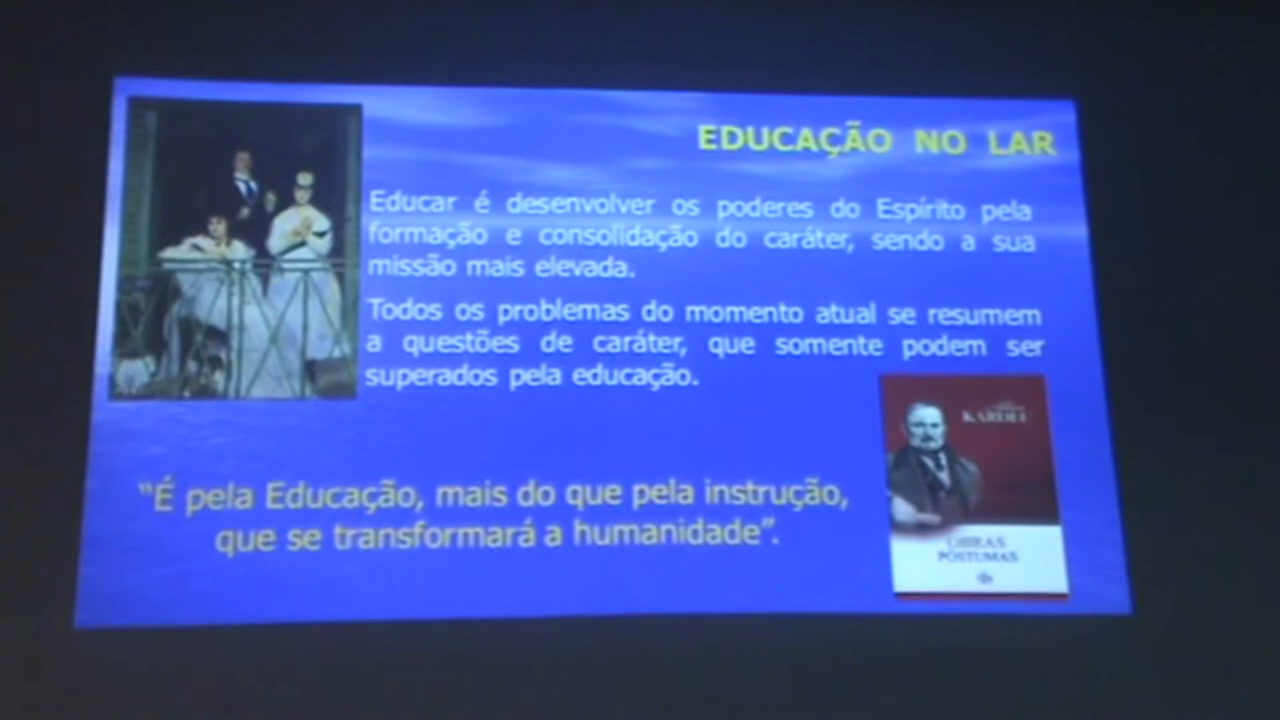 EDUCAÇÃO NO LAR
Educar é desenvolver os poderes do Espírito pela
formação e consolidação do caráter, sendo a sua
missão mais elevada.
Todos os problemas do momento atual se resumem
a questões de caráter, que somente podem ser
superados pela educação.
“É pela Educação, mais do que pela instrução,
que se transformará a humanidade”.
KARDEC
OBRAS
PÓSTUMAS